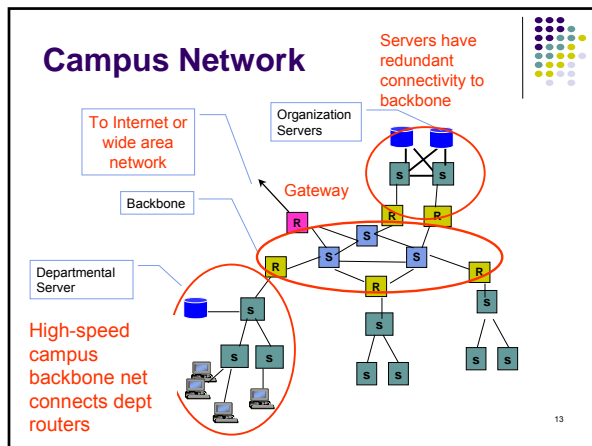 Campus Network
Servers have
redundant
connectivity to
backbone
To Internet or
wide area
network
Organization
Servers
Gateway
Backbone
Departmental
Server
High-speed
campus
backbone net
connects dept
routers
s s
R R
R
S
S S
R R
R
s
s
s
s s
s s
s s
13